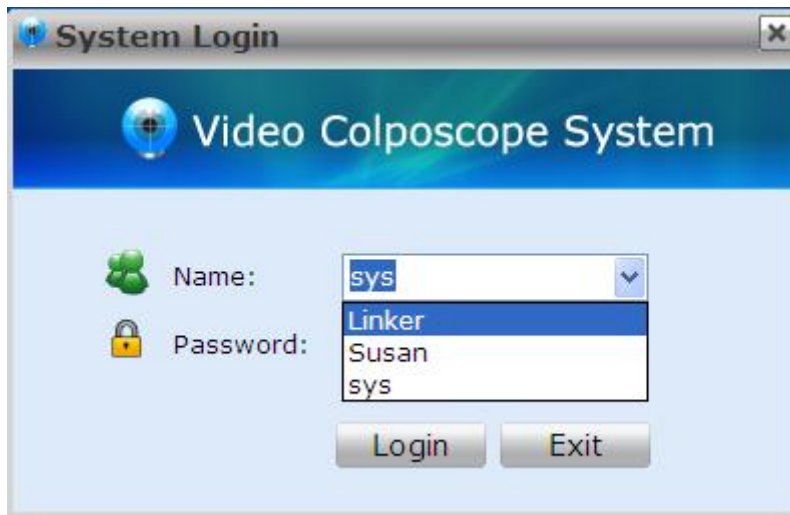 System Login
Video Colposcope System
Name: sys
Linker
Susan
Password:
sys
Login Exit